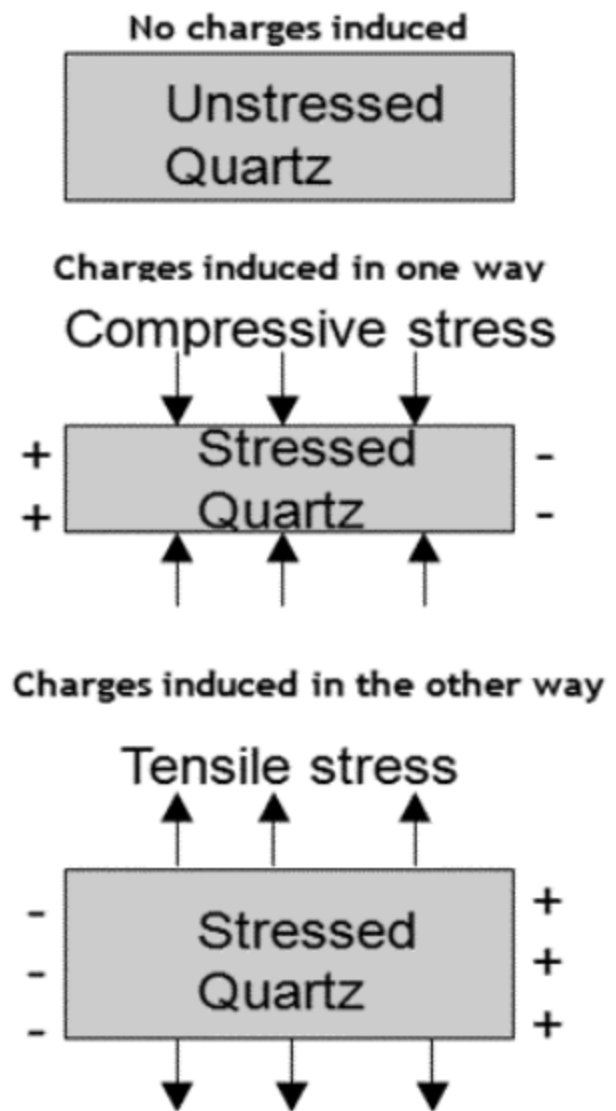 No charges induced
Unstressed
Quartz
Charges induced in one way
Compressive stress
+ Stressed -
+ Quartz -
Charges induced in the other way
Tensile stress
- +
Stressed
- +
Quartz
- +